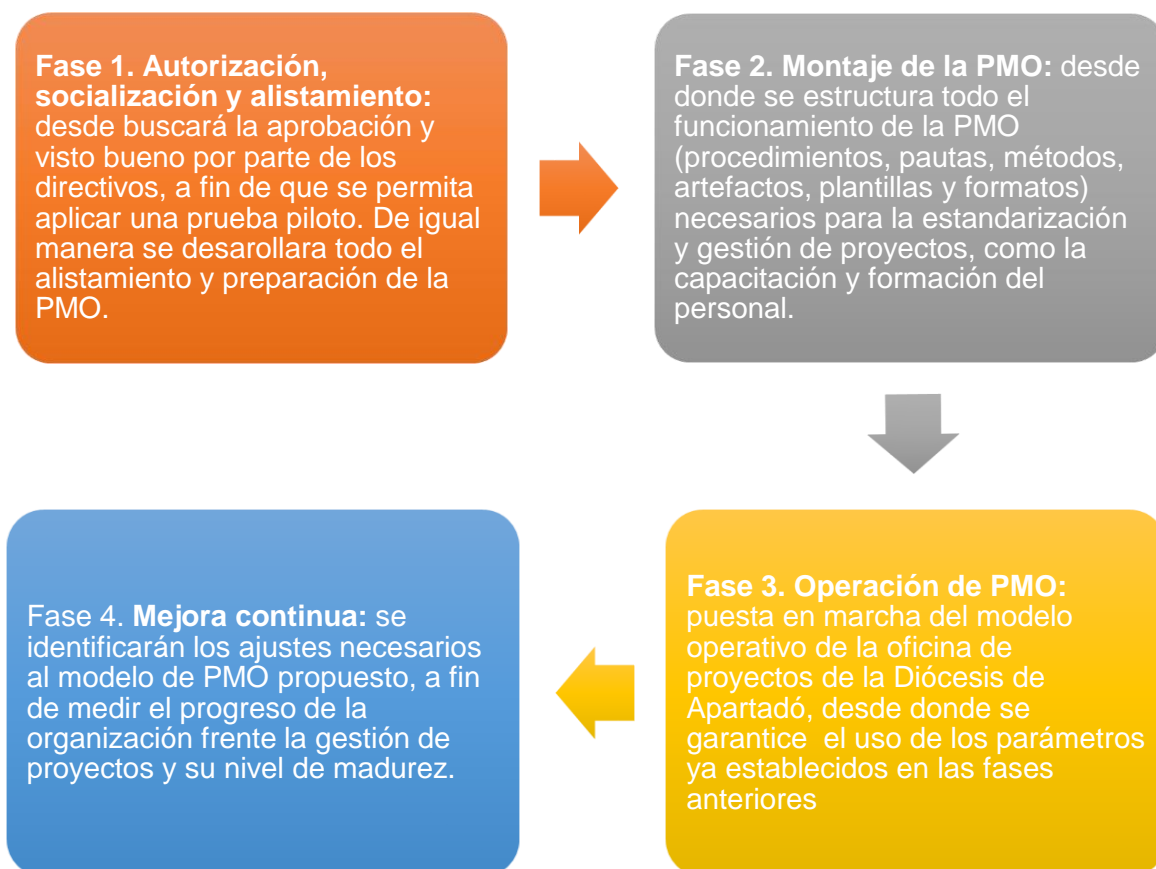 Fase 1. Autorización,
socialización y alistamiento:
desde buscará la aprobación y
visto bueno por parte de los
directivos, a fin de que se permita
aplicar una prueba piloto. De igual
manera se desarollara todo el
alistamiento y preparación de la
PMO.
Fase 2. Montaje de la PMO: desde
donde se estructura todo el
funcionamiento de la PMO
(procedimientos, pautas, métodos,
artefactos, plantillas y formatos)
necesarios para la estandarización
y gestión de proyectos, como la
capacitación y formación del
personal.
Fase 3. Operación de PMO:
puesta en marcha del modelo
operativo de la oficina de
proyectos de la Diócesis de
Apartadó, desde donde se
garantice el uso de los parámetros
ya establecidos en las fases
anteriores
Fase 4. Mejora continua: se
identificarán los ajustes necesarios
al modelo de PMO propuesto, a fin
de medir el progreso de la
organización frente la gestión de
proyectos y su nivel de madurez.